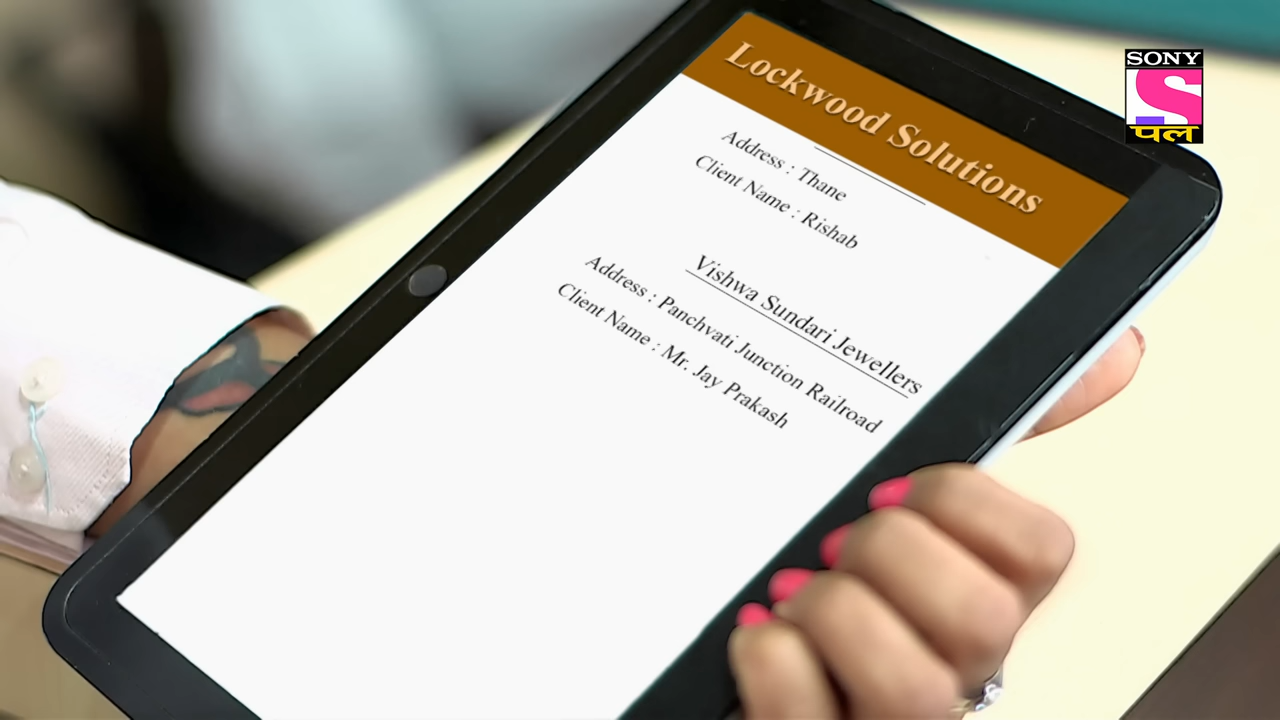 Lockwood Solutions
Address : Thane
Client Name : Rishab
Vishwa Sundari Jewellers
Address : Panchvati Junction Railroad
Client Name : Mr. Jay Prakash
SONY
S
पल